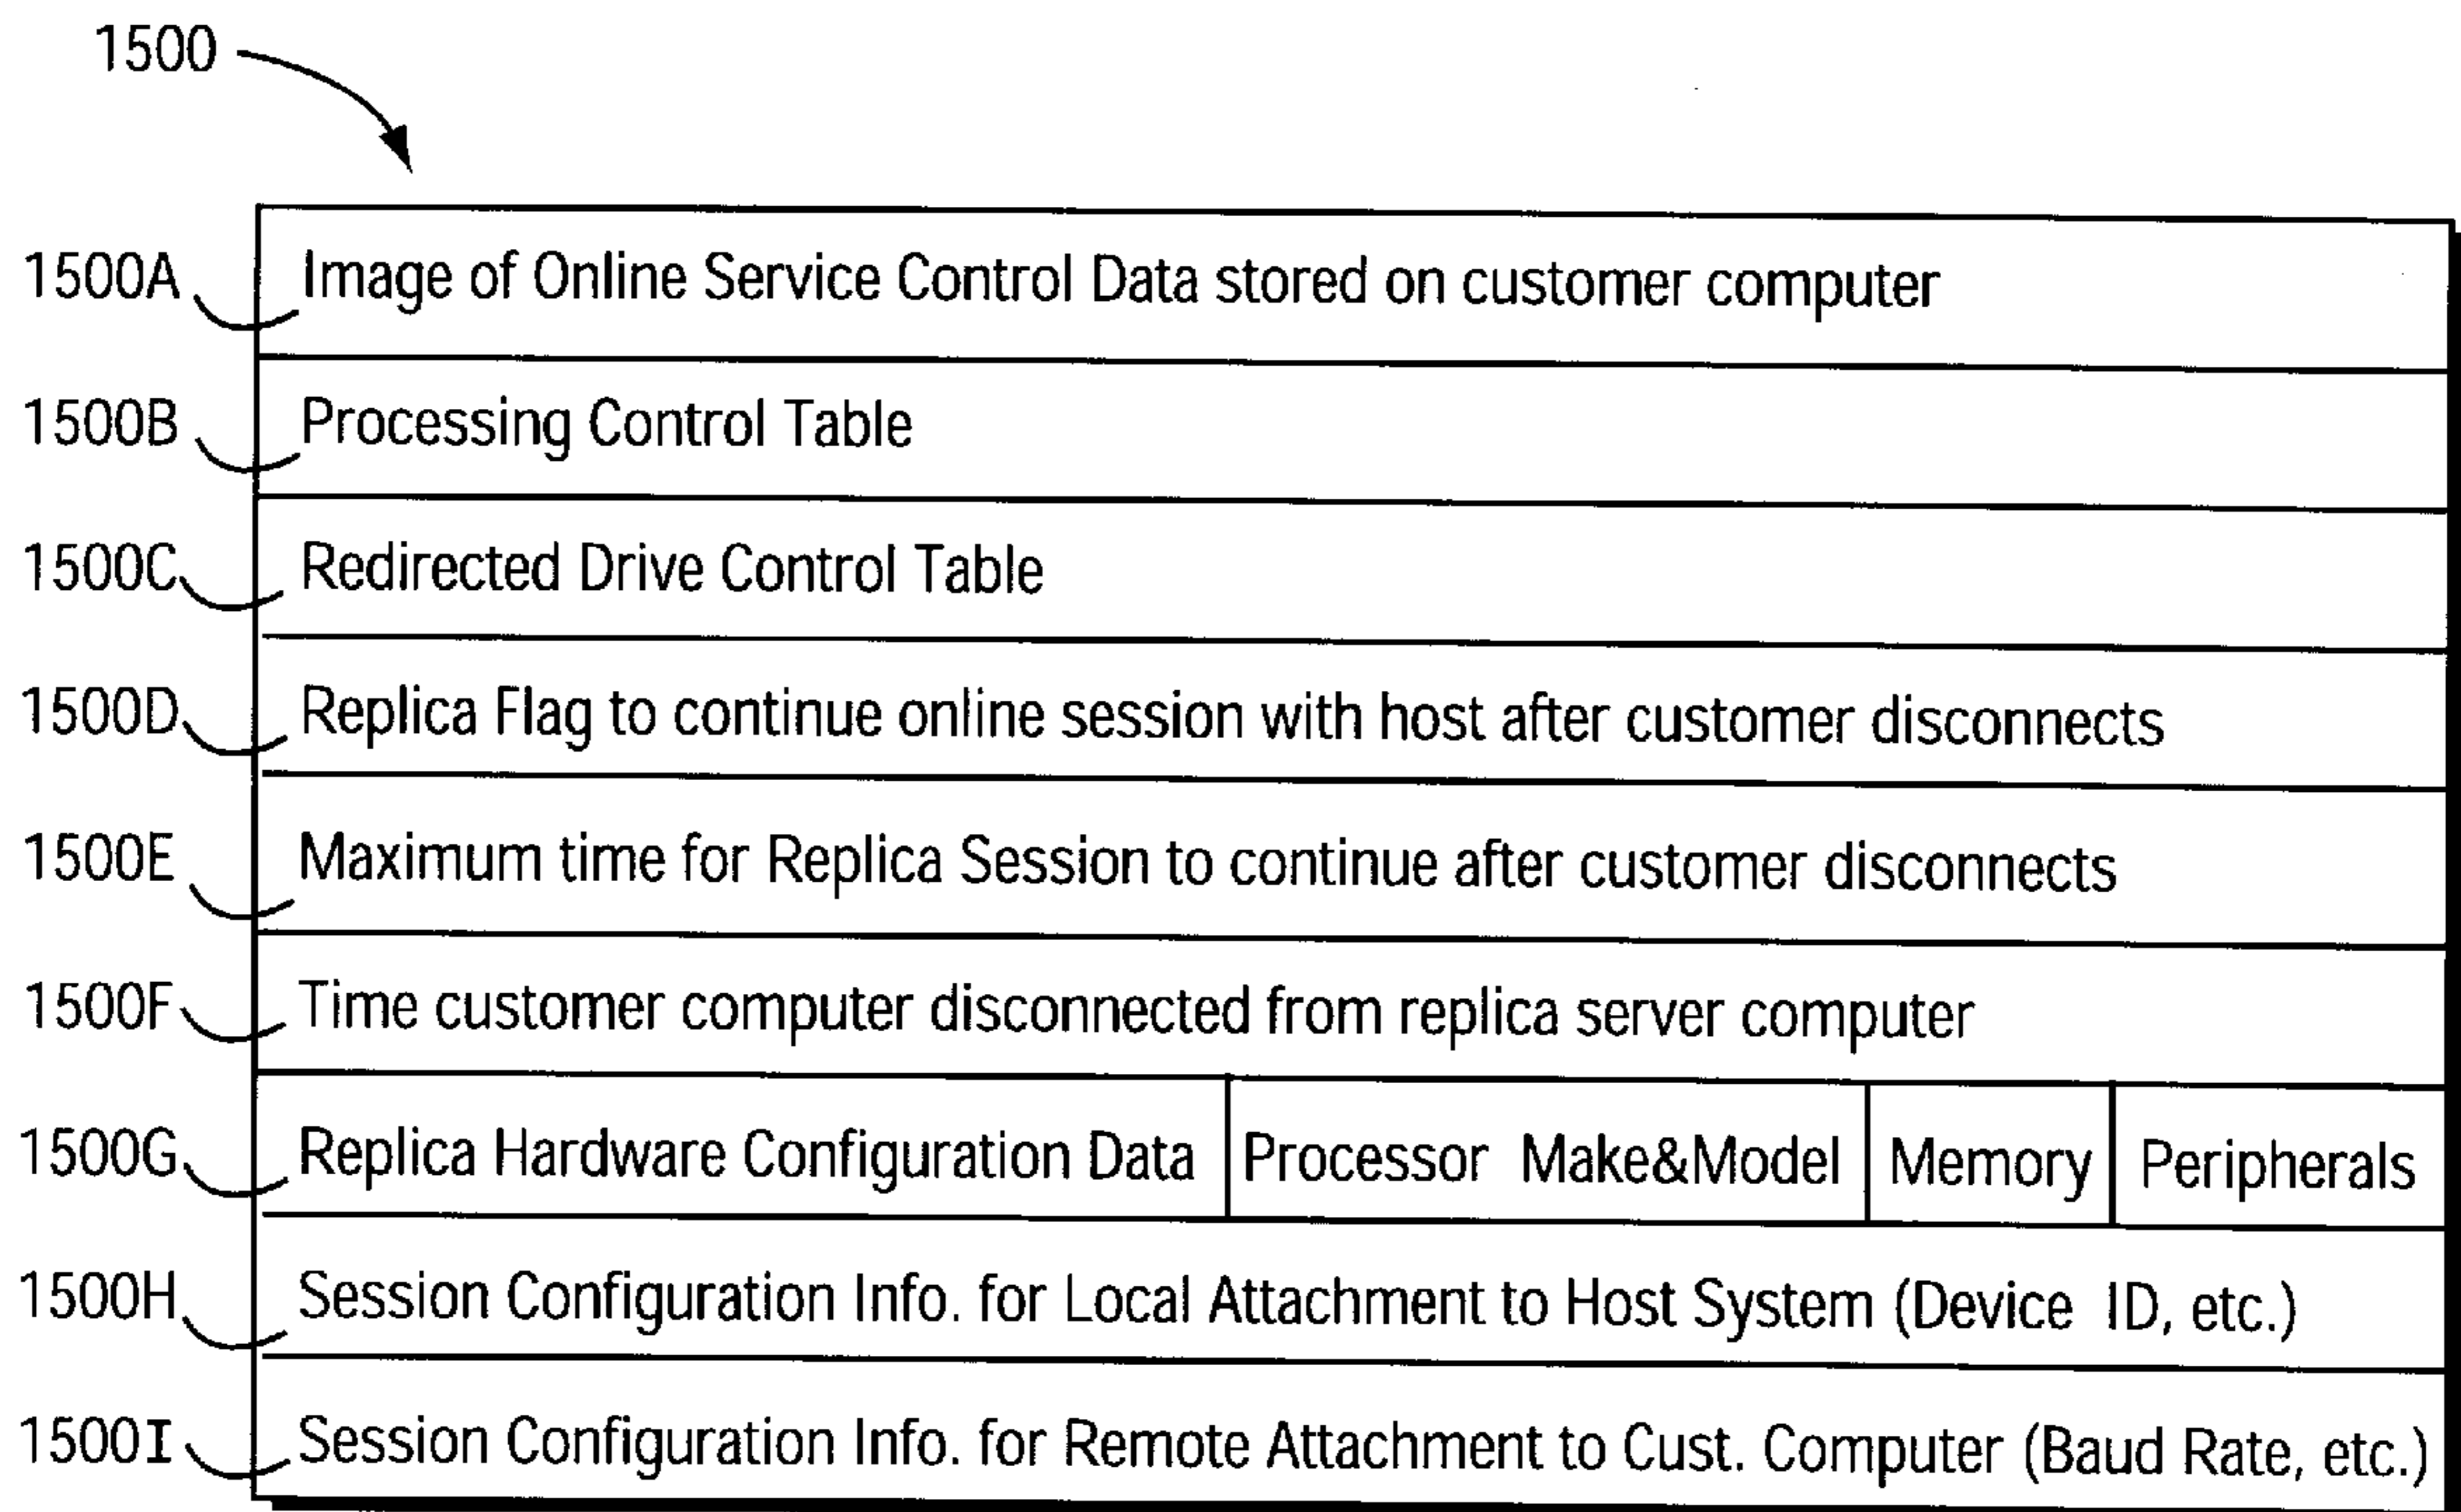 1500
1500A Image of Online Service Control Data stored on customer computer
1500B Processing Control Table
1500C Redirected Drive Control Table
1500D Replica Flag to continue online session with host after customer disconnects
1500E Maximum time for Replica Session to continue after customer disconnects
1500F Time customer computer disconnected from replica server computer
1500G Replica Hardware Configuration Data Processor Make&Model Memory Peripherals
1500H Session Configuration Info. for Local Attachment to Host System (Device ID, etc.)
1500I Session Configuration Info. for Remote Attachment to Cust. Computer (Baud Rate, etc.)